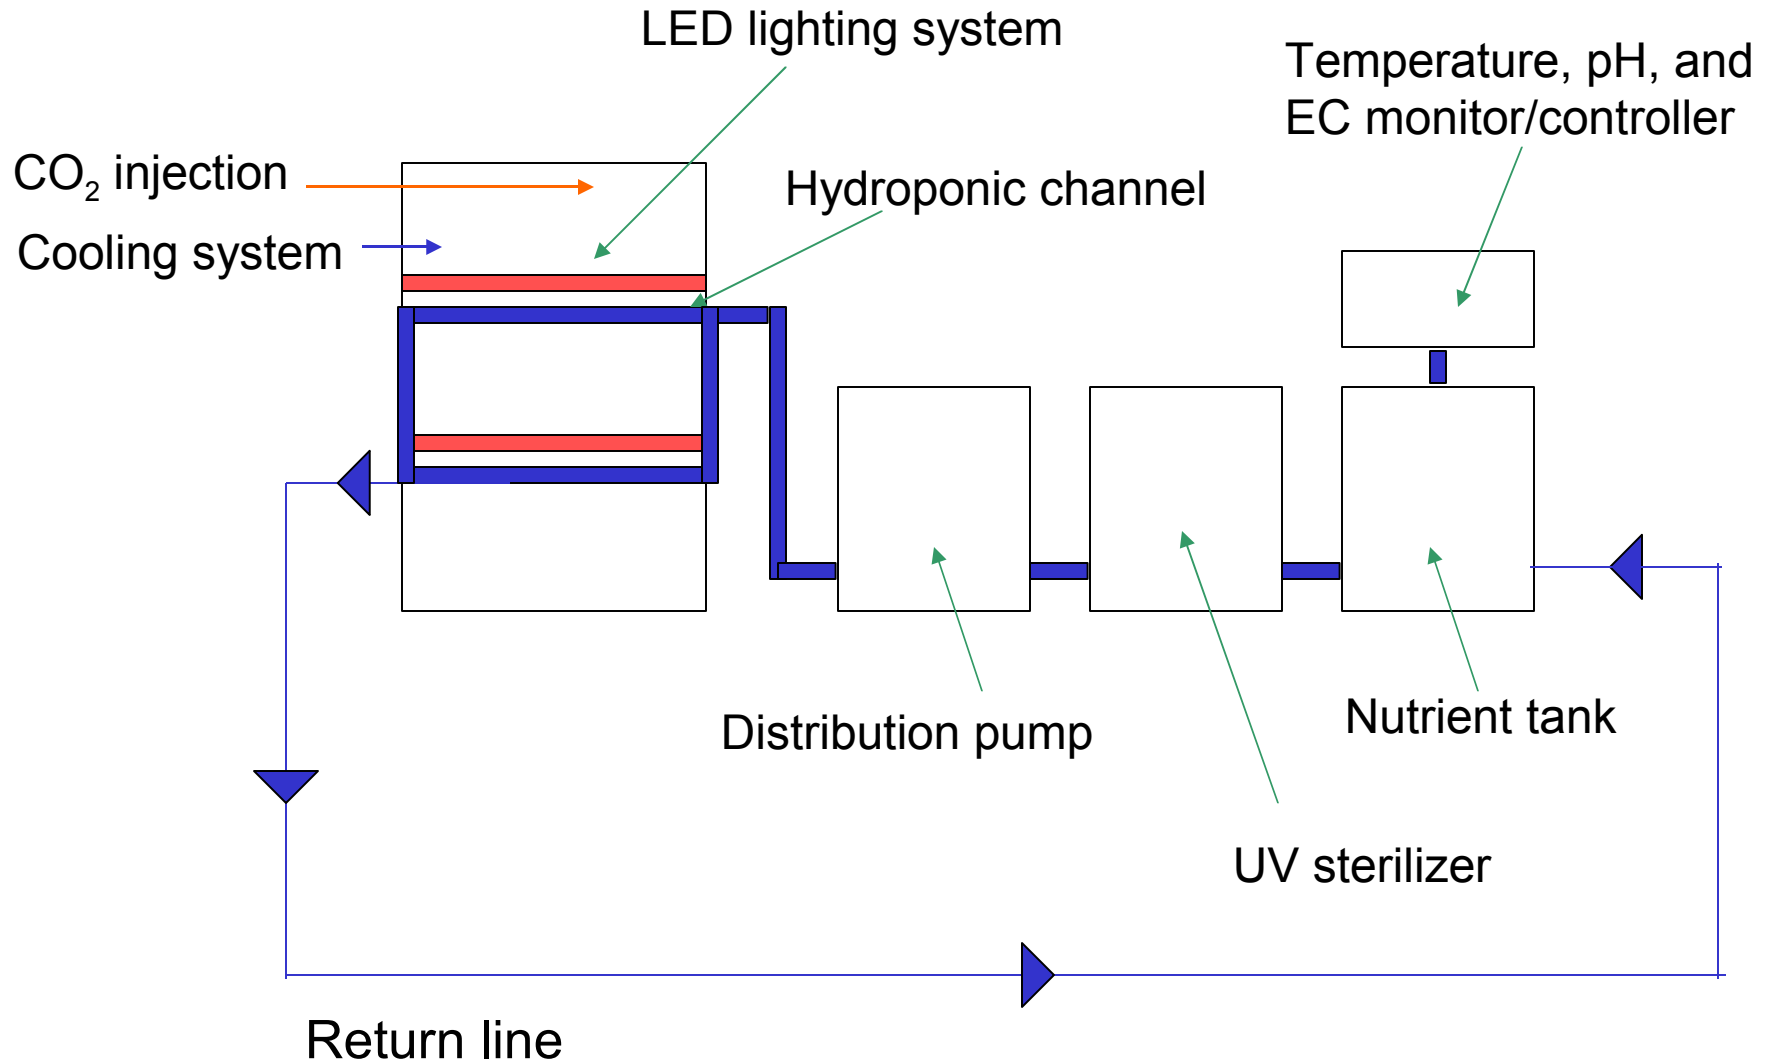 LED lighting system
Temperature, pH, and
EC monitor/controller
CO₂ injection
Hydroponic channel
Cooling system
Distribution pump
Nutrient tank
UV sterilizer
Return line